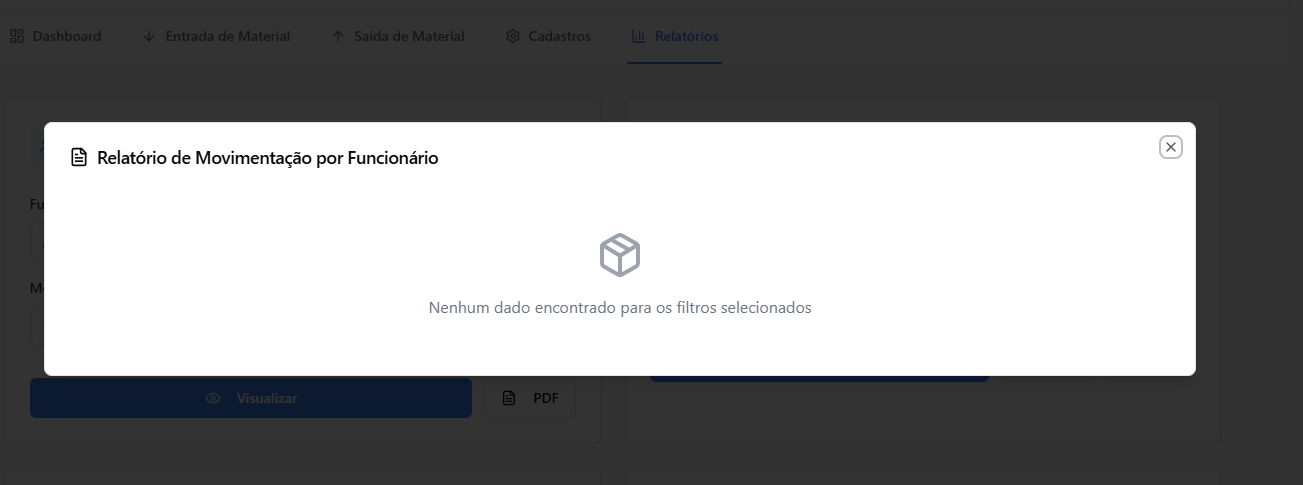 Dashboard
Entrada de Material
Saída de Material
Cadastros
Relatórios
Relatório de Movimentação por Funcionário
Fu
Nenhum dado encontrado para os filtros selecionados
Visualizar
PDF